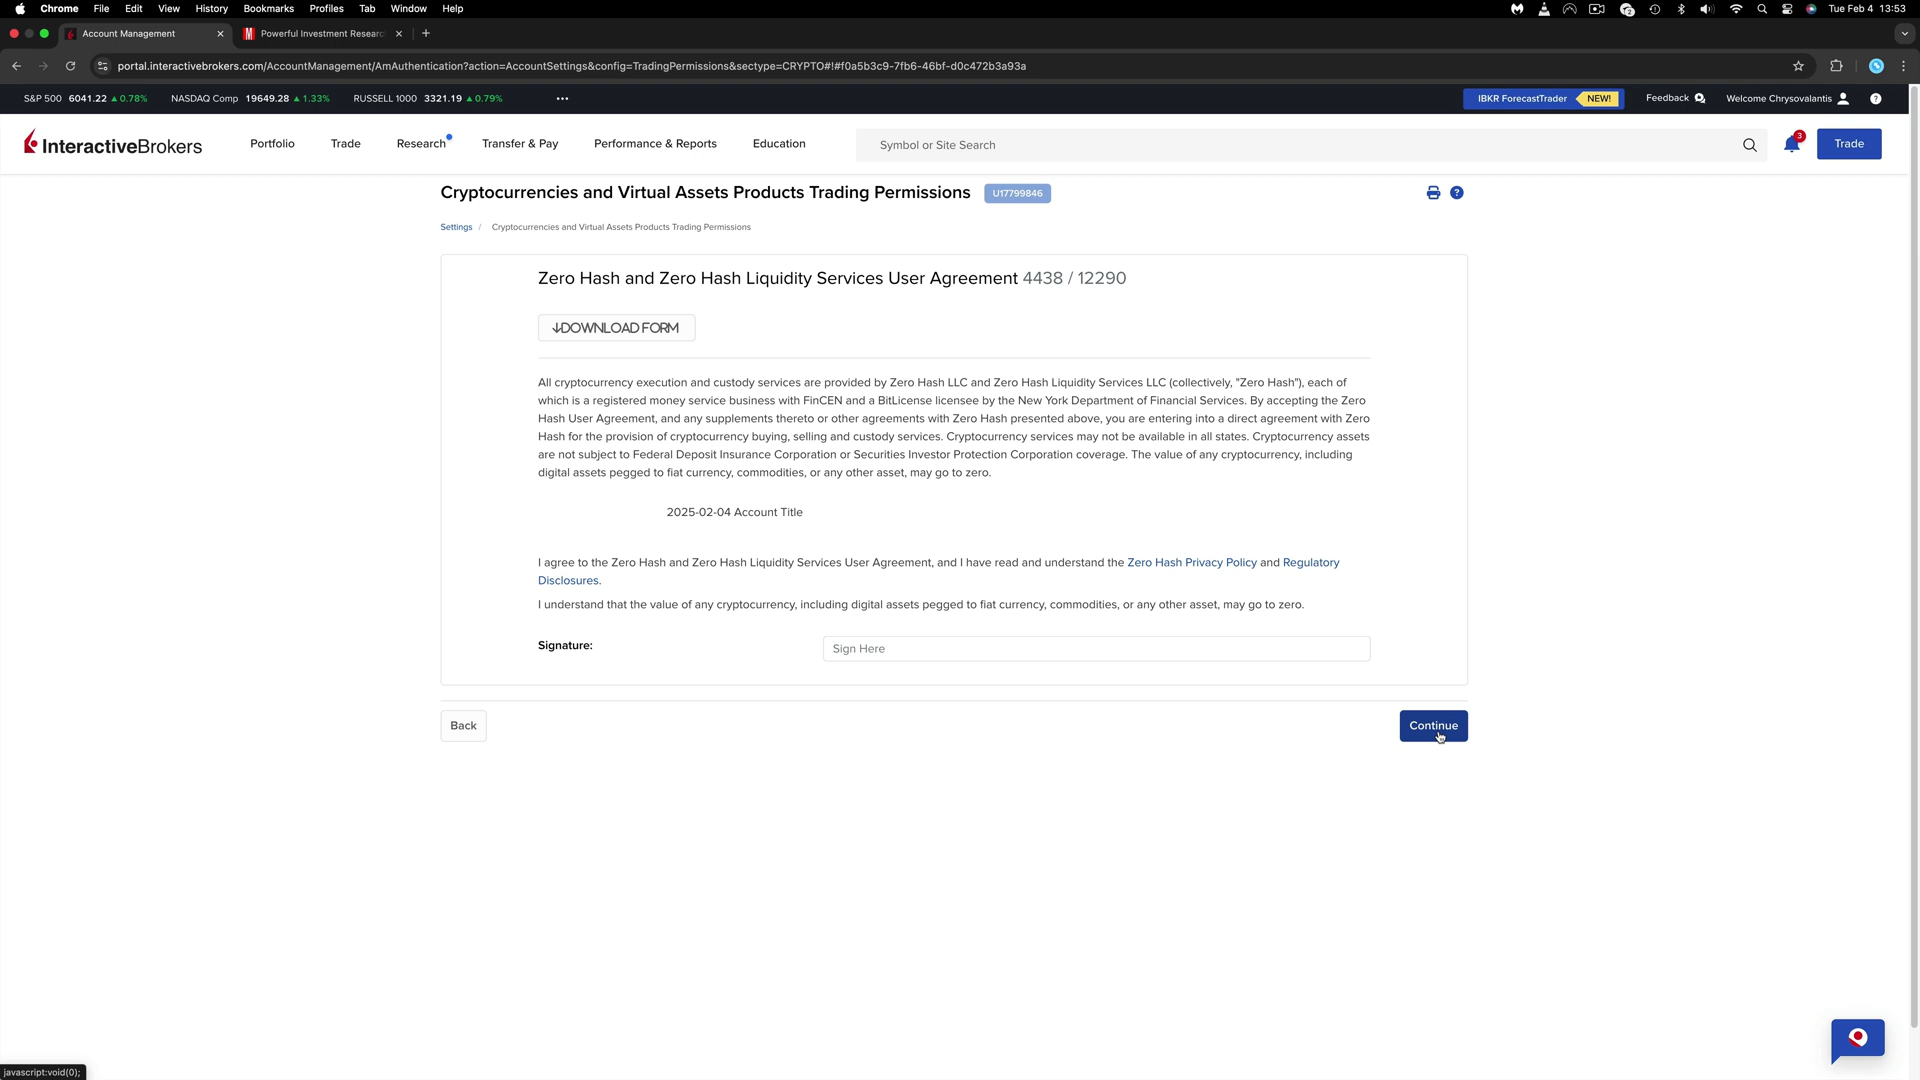 Chrome File Edit View History Bookmarks Profiles Tab Window Help Tue Feb 4 13:53
Account Management Powerful Investment Researc
portal.interactivebrokers.com/AccountManagement/AmAuthentication?action=AccountSettings&config=TradingPermissions&sectype=CRYPTO#!#f0a5b3c9-7fb6-46bf-d0c472b3a93a
S&P 500 6041.22 ▲ 0.78% NASDAQ Comp 19649.28 ▲ 1.33% RUSSELL 1000 3321.19 ▲ 0.79% ••• IBKR ForecastTrader NEW! Feedback Welcome Chrysovalantis ?
InteractiveBrokers Portfolio Trade Research Transfer & Pay Performance & Reports Education Symbol or Site Search 3 Trade
Cryptocurrencies and Virtual Assets Products Trading Permissions U17799846 ?
Settings / Cryptocurrencies and Virtual Assets Products Trading Permissions
Zero Hash and Zero Hash Liquidity Services User Agreement 4438 / 12290
↓DOWNLOAD FORM
All cryptocurrency execution and custody services are provided by Zero Hash LLC and Zero Hash Liquidity Services LLC (collectively, "Zero Hash"), each of
which is a registered money service business with FinCEN and a BitLicense licensee by the New York Department of Financial Services. By accepting the Zero
Hash User Agreement, and any supplements thereto or other agreements with Zero Hash presented above, you are entering into a direct agreement with Zero
Hash for the provision of cryptocurrency buying, selling and custody services. Cryptocurrency services may not be available in all states. Cryptocurrency assets
are not subject to Federal Deposit Insurance Corporation or Securities Investor Protection Corporation coverage. The value of any cryptocurrency, including
digital assets pegged to fiat currency, commodities, or any other asset, may go to zero.
2025-02-04 Account Title
I agree to the Zero Hash and Zero Hash Liquidity Services User Agreement, and I have read and understand the Zero Hash Privacy Policy and Regulatory
Disclosures.
I understand that the value of any cryptocurrency, including digital assets pegged to fiat currency, commodities, or any other asset, may go to zero.
Signature: Sign Here
Back Continue
javascript:void(0);